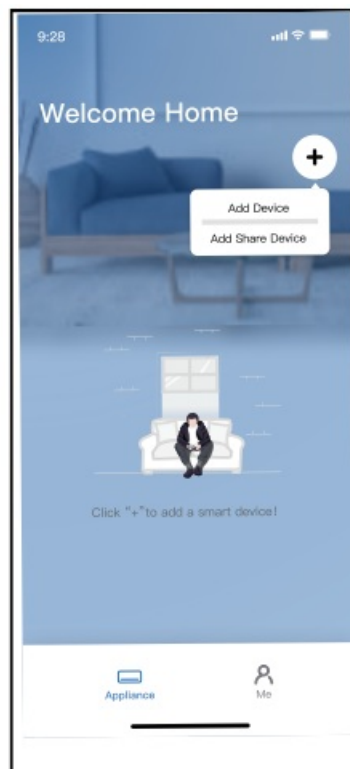 9:28
Welcome Home
+
Add Device
Add Share Device
Click "+"to add a smart device!
Appliance
Me